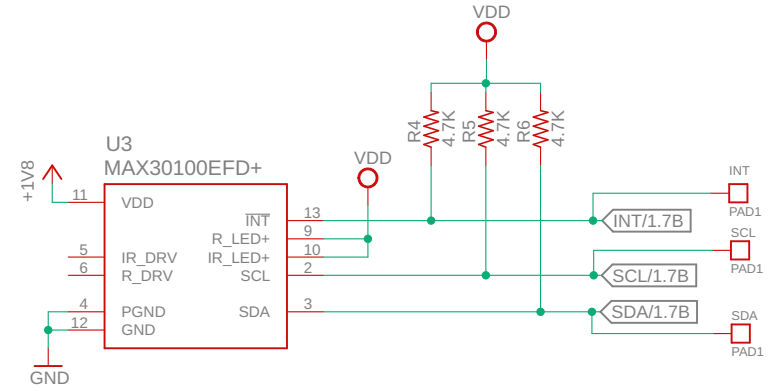 VDD
R4
4.7K
R5
4.7K
R6
4.7K
U3
MAX30100EFD+
VDD
+1V8
INT
PAD1
11
VDD
INT
13
INT/1.7B
R_LED+
9
SCL
5
IR_DRV
IR_LED+
10
PAD1
6
R_DRV
SCL
2
SCL/1.7B
4
PGND
SDA
3
SDA/1.7B
SDA
12
GND
PAD1
GND